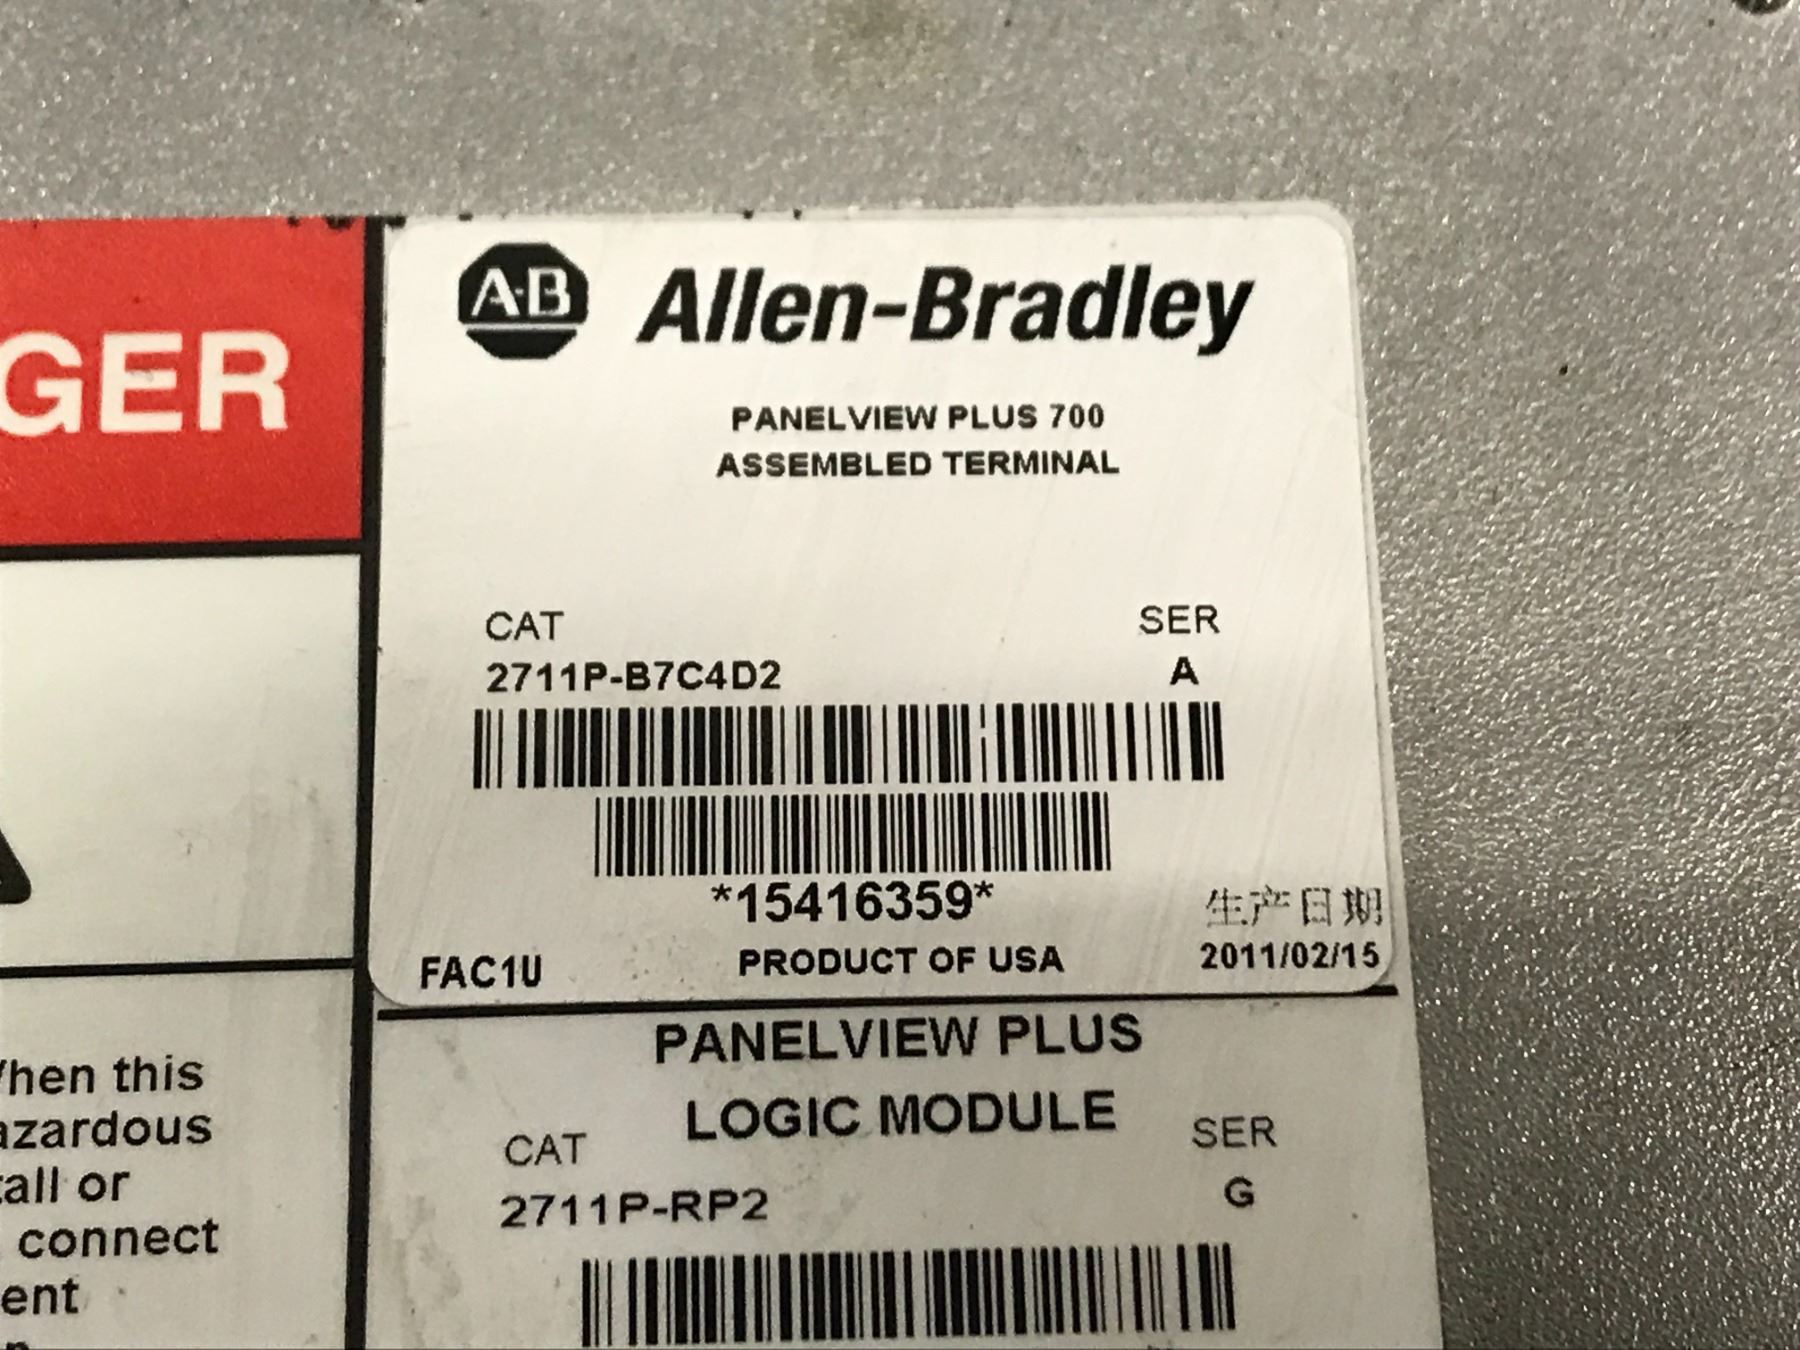 GER
A-B Allen-Bradley
PANELVIEW PLUS 700
ASSEMBLED TERMINAL
CAT SER
2711P-B7C4D2 A
*15416359*
生产日期
FAC1U PRODUCT OF USA 2011/02/15
PANELVIEW PLUS
LOGIC MODULE
CAT SER
2711P-RP2 G
hen this
azardous
tall or
connect
ent